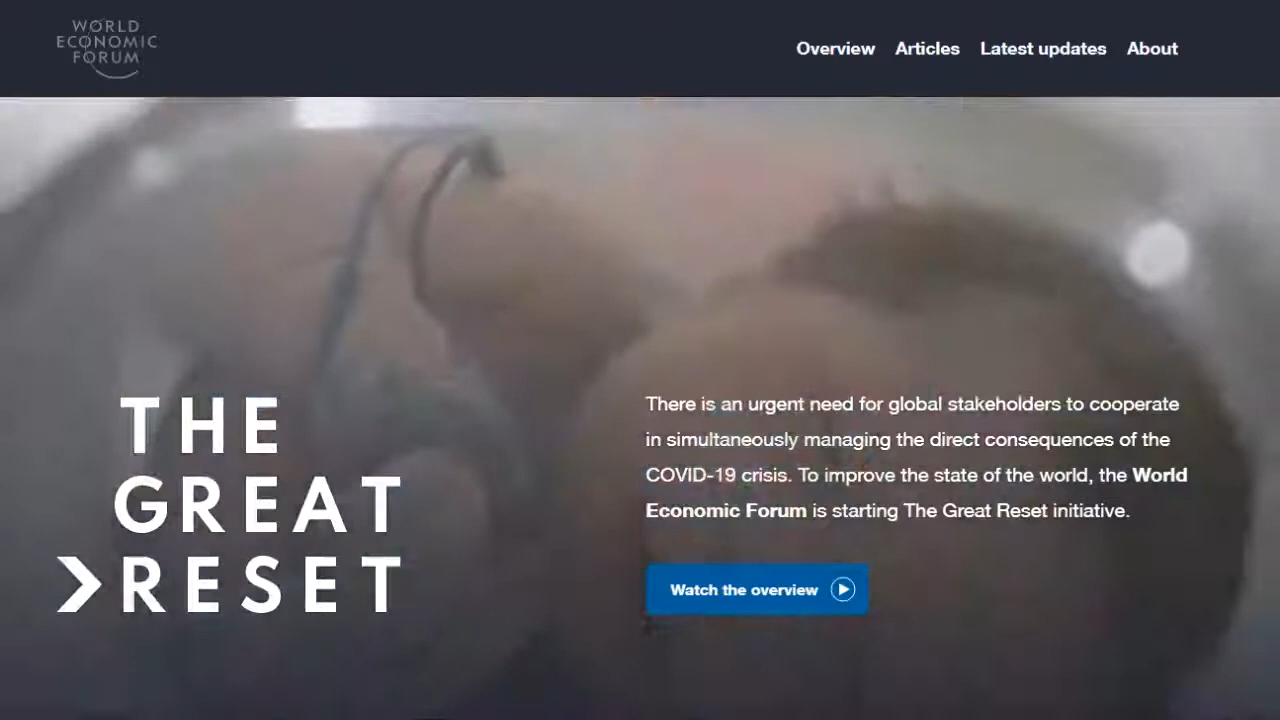 WORLD
ECONOMIC
FORUM
Overview Articles Latest updates About
THE
GREAT
RESET
There is an urgent need for global stakeholders to cooperate
in simultaneously managing the direct consequences of the
COVID-19 crisis. To improve the state of the world, the World
Economic Forum is starting The Great Reset initiative.
Watch the overview